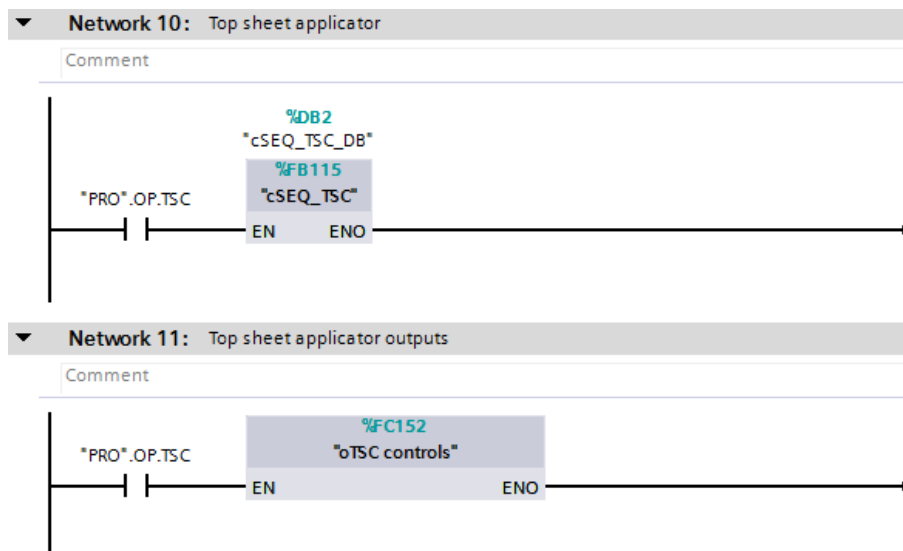 Network 10: Top sheet applicator
Comment
%DB2
"cSEQ_TSC_DB"
%FB115
"PRO".OP.TSC "cSEQ_TSC"
EN ENO
Network 11: Top sheet applicator outputs
Comment
%FC152
"PRO".OP.TSC "oTSC controls"
EN ENO